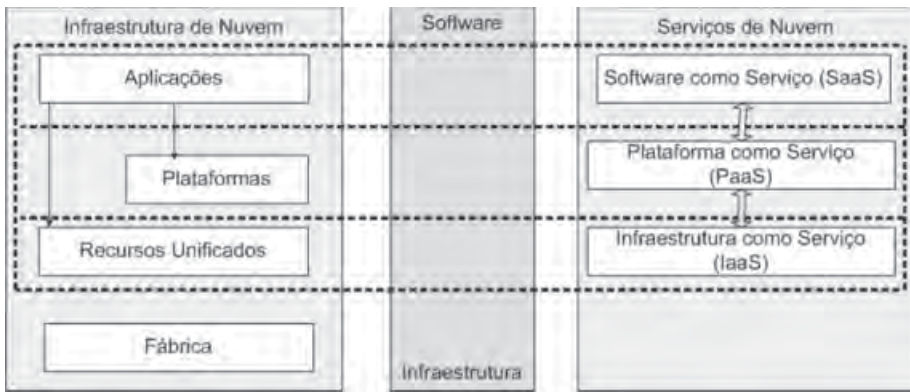 Infraestrutura de Nuvem
Aplicações
Plataformas
Recursos Unificados
Fábrica
Software
Infraestrutura
Serviços de Nuvem
Software como Serviço (SaaS)
Plataforma como Serviço
(PaaS)
Infraestrutura como Serviço
(IaaS)